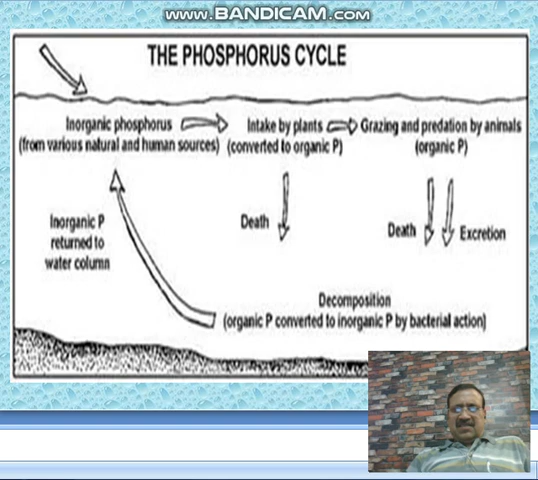 www.BANDICAM.com
THE PHOSPHORUS CYCLE
Inorganic phosphorus
(from various natural and human sources)
Intake by plants
(converted to organic P)
Grazing and predation by animals
(organic P)
Inorganic P
returned to
water column
Death
Death
Excretion
Decomposition
(organic P converted to inorganic P by bacterial action)